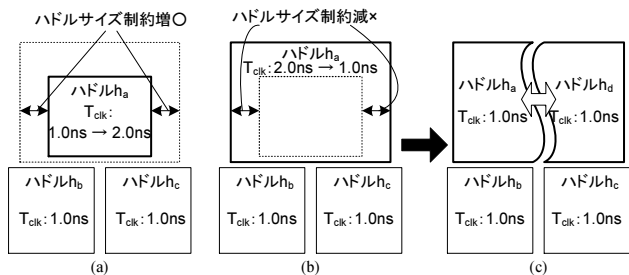 ハドルサイズ制約増○
ハドルha
Tclk:
1.0ns → 2.0ns
ハドルhb
Tclk:1.0ns
ハドルhc
Tclk:1.0ns
(a)
ハドルサイズ制約減×
ハドルha
Tclk:2.0ns → 1.0ns
ハドルhb
Tclk:1.0ns
ハドルhc
Tclk:1.0ns
(b)
ハドルha
Tclk:1.0ns
ハドルhd
Tclk:1.0ns
ハドルhb
Tclk:1.0ns
ハドルhc
Tclk:1.0ns
(c)